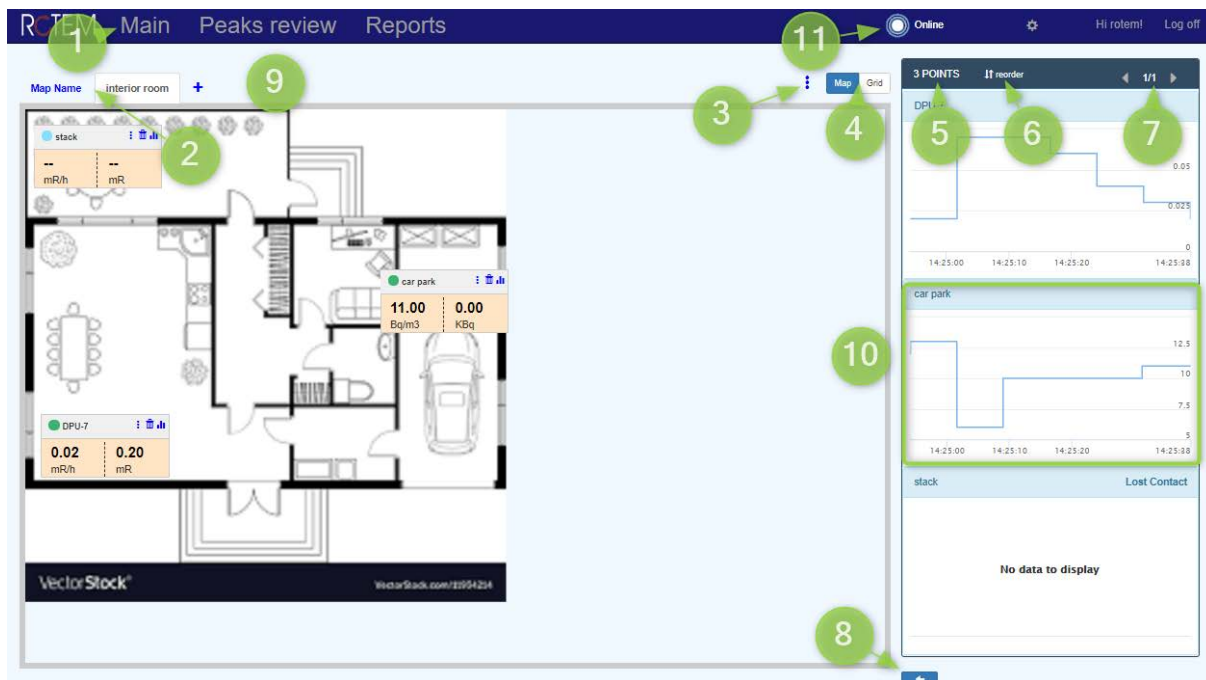 ROTEM Main Peaks review Reports
11
Online
Hi rotem! Log off
1
Map Name interior room +
9
3
Map Grid
4
2
3 POINTS reorder 1/1
5
6
7
DPU-7
0.05
0.025
0
14:25:00 14:25:10 14:25:20 14:25:38
stack
-- --
mR/h mR
car park
11.00 0.00
Bq/m3 KBq
DPU-7
0.02 0.20
mR/h mR
10
car park
12.5
10
7.5
5
14:25:00 14:25:10 14:25:20 14:25:38
stack Lost Contact
No data to display
VectorStock®
VectorStock.com/21954214
8